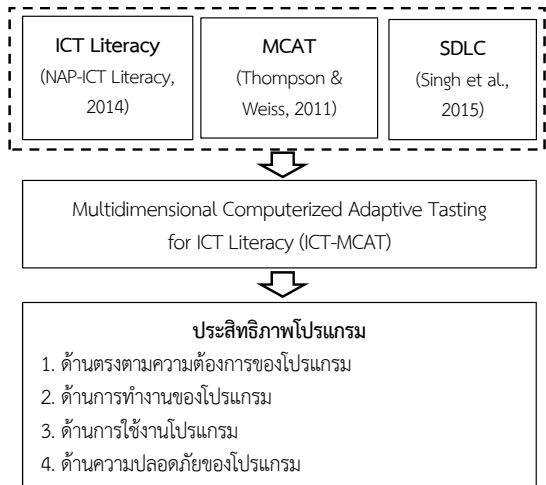 ICT Literacy
(NAP-ICT Literacy,
2014)
MCAT
(Thompson &
Weiss, 2011)
SDLC
(Singh et al.,
2015)
Multidimensional Computerized Adaptive Tasting
for ICT Literacy (ICT-MCAT)
ประสิทธิภาพโปรแกรม
1. ด้านตรงตามความต้องการของโปรแกรม
2. ด้านการทำงานของโปรแกรม
3. ด้านการใช้งานโปรแกรม
4. ด้านความปลอดภัยของโปรแกรม